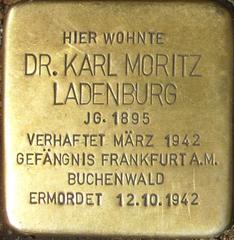 HIER WOHNTE
DR. KARL MORITZ
LADENBURG
JG. 1895
VERHAFTET MÄRZ 1942
GEFÄNGNIS FRANKFURT A.M.
BUCHENWALD
ERMORDET 12.10.1942